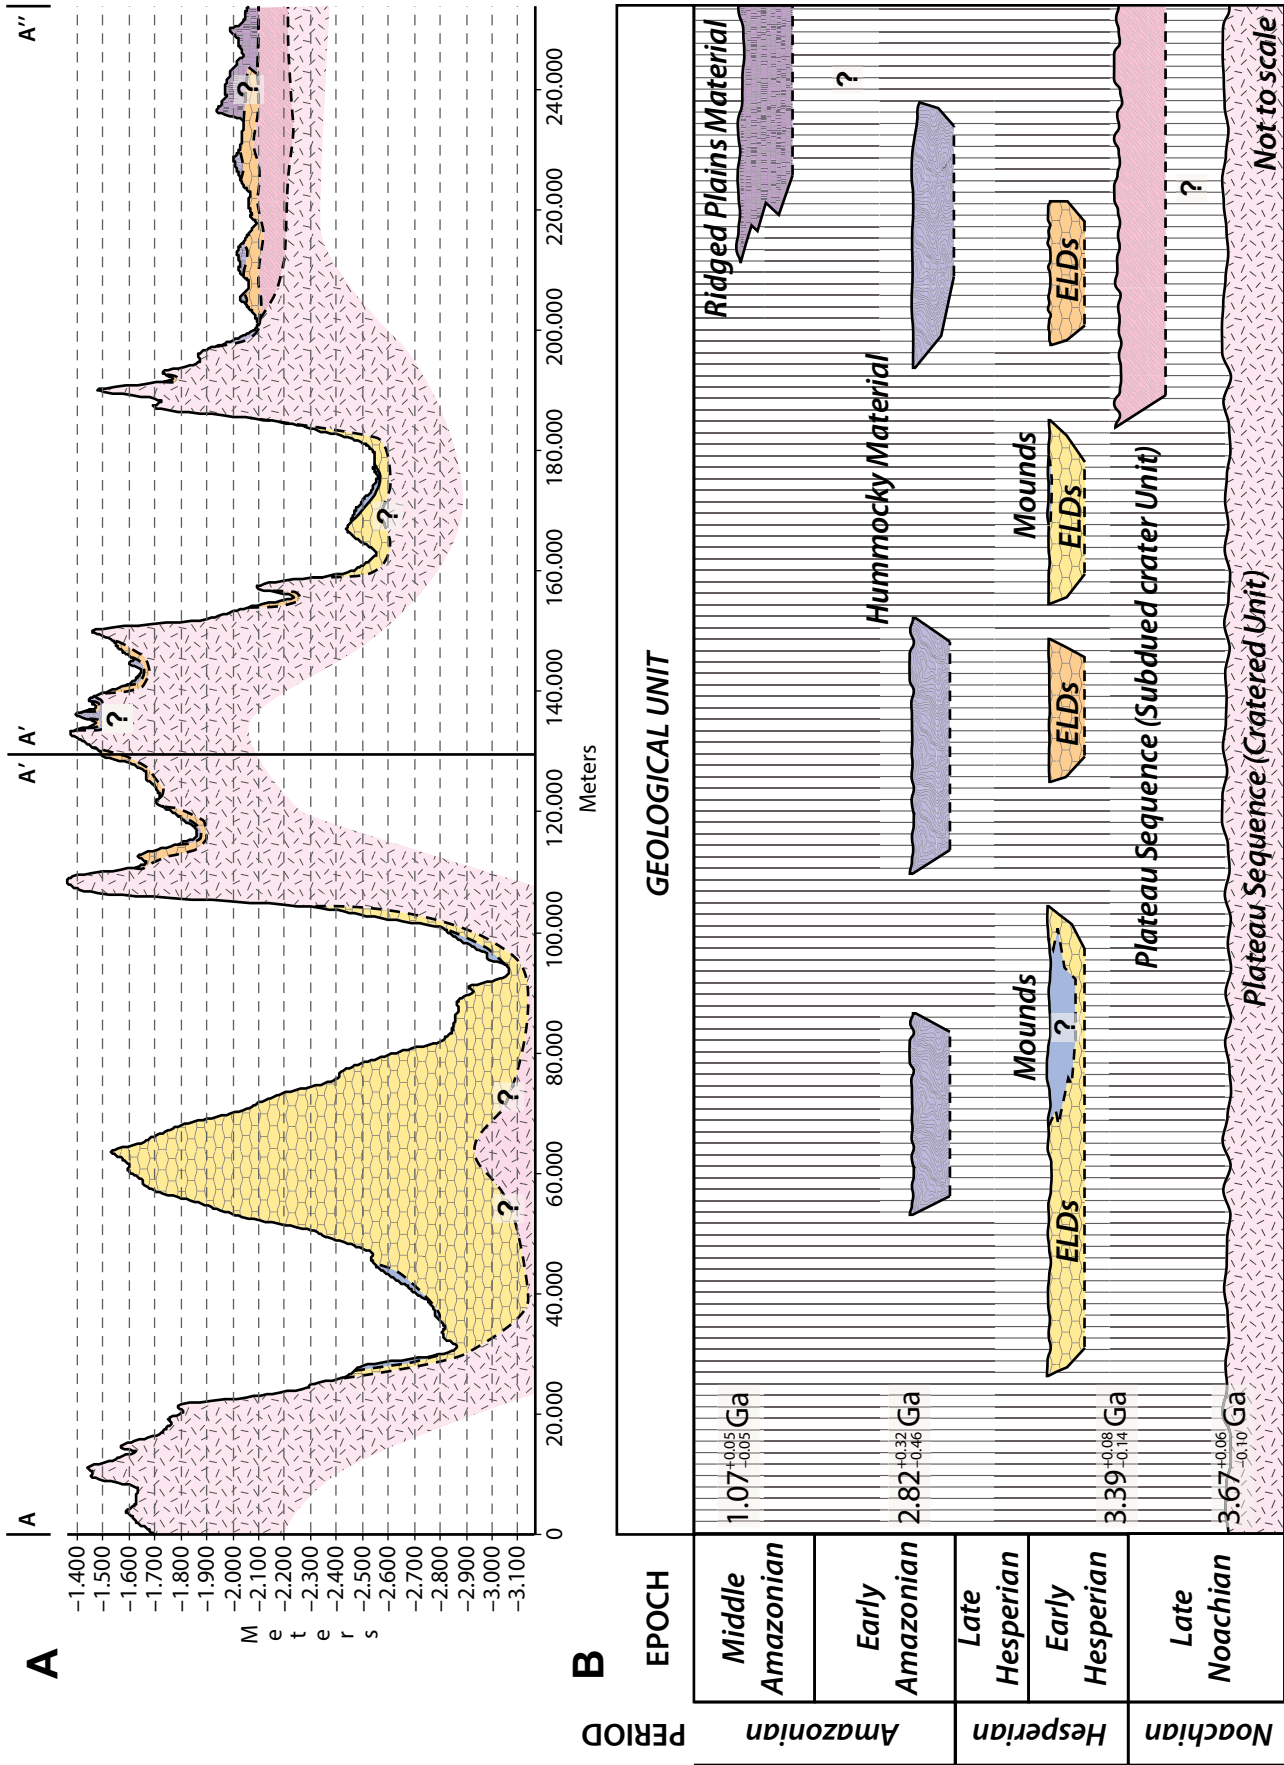 A
A A' A' A''
−1.400
−1.500
−1.600
−1.700
−1.800
−1.900
−2.000
−2.100
−2.200
−2.300
−2.400
−2.500
−2.600
−2.700
−2.800
−2.900
−3.000
−3.100
Meters
? ? ? ? ?
0 20.000 40.000 60.000 80.000 100.000 120.000 140.000 160.000 180.000 200.000 220.000 240.000
Meters
B
PERIOD EPOCH GEOLOGICAL UNIT
Amazonian
Middle
Amazonian
1.07+0.05−0.05 Ga
Ridged Plains Material
Early
Amazonian
2.82+0.32−0.46 Ga
Hummocky Material
?
Hesperian
Late
Hesperian
Early
Hesperian
Mounds Mounds
ELDs ? ELDs ELDs ELDs
3.39+0.08−0.14 Ga
Noachian
Late
Noachian
Plateau Sequence (Subdued crater Unit)
?
3.67+0.06−0.10 Ga
Plateau Sequence (Cratered Unit)
Not to scale